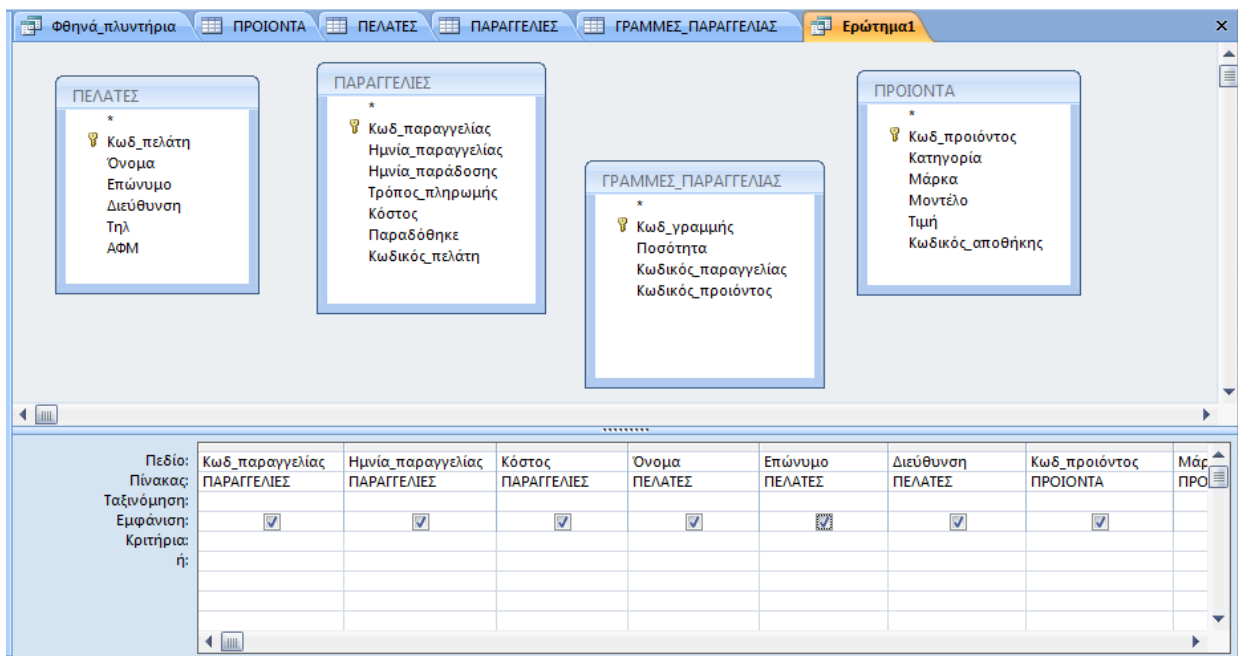 Φθηνά_πλυντήρια ΠΡΟΙΟΝΤΑ ΠΕΛΑΤΕΣ ΠΑΡΑΓΓΕΛΙΕΣ ΓΡΑΜΜΕΣ_ΠΑΡΑΓΓΕΛΙΑΣ Ερώτημα1
ΠΕΛΑΤΕΣ
*
Κωδ_πελάτη
Όνομα
Επώνυμο
Διεύθυνση
Τηλ
ΑΦΜ
ΠΑΡΑΓΓΕΛΙΕΣ
*
Κωδ_παραγγελίας
Ημνία_παραγγελίας
Ημνία_παράδοσης
Τρόπος_πληρωμής
Κόστος
Παραδόθηκε
Κωδικός_πελάτη
ΓΡΑΜΜΕΣ_ΠΑΡΑΓΓΕΛΙΑΣ
*
Κωδ_γραμμής
Ποσότητα
Κωδικός_παραγγελίας
Κωδικός_προιόντος
ΠΡΟΙΟΝΤΑ
*
Κωδ_προιόντος
Κατηγορία
Μάρκα
Μοντέλο
Τιμή
Κωδικός_αποθήκης
Πεδίο: Κωδ_παραγγελίας Ημνία_παραγγελίας Κόστος Όνομα Επώνυμο Διεύθυνση Κωδ_προιόντος Μάρ
Πίνακας: ΠΑΡΑΓΓΕΛΙΕΣ ΠΑΡΑΓΓΕΛΙΕΣ ΠΑΡΑΓΓΕΛΙΕΣ ΠΕΛΑΤΕΣ ΠΕΛΑΤΕΣ ΠΕΛΑΤΕΣ ΠΡΟΙΟΝΤΑ ΠΡΟ
Ταξινόμηση:
Εμφάνιση:
Κριτήρια:
ή: